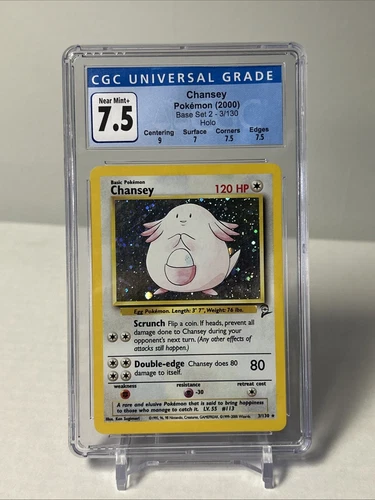 CGC UNIVERSAL GRADE
Near Mint+
7.5
Chansey
Pokémon (2000)
Base Set 2 - 3/130
Holo
Centering Surface Corners Edges
9 7 7.5 7.5
Basic Pokémon
Chansey 120 HP
Egg Pokémon. Length: 3' 7", Weight: 76 lbs.
Scrunch Flip a coin. If heads, prevent all
damage done to Chansey during your
opponent's next turn. (Any other effects of
attacks still happen.)
Double-edge Chansey does 80 80
damage to itself.
weakness resistance retreat cost
-30
A rare and elusive Pokémon that is said to bring happiness
to those who manage to catch it. LV. 55 #113
Illus. Ken Sugimori 3/130